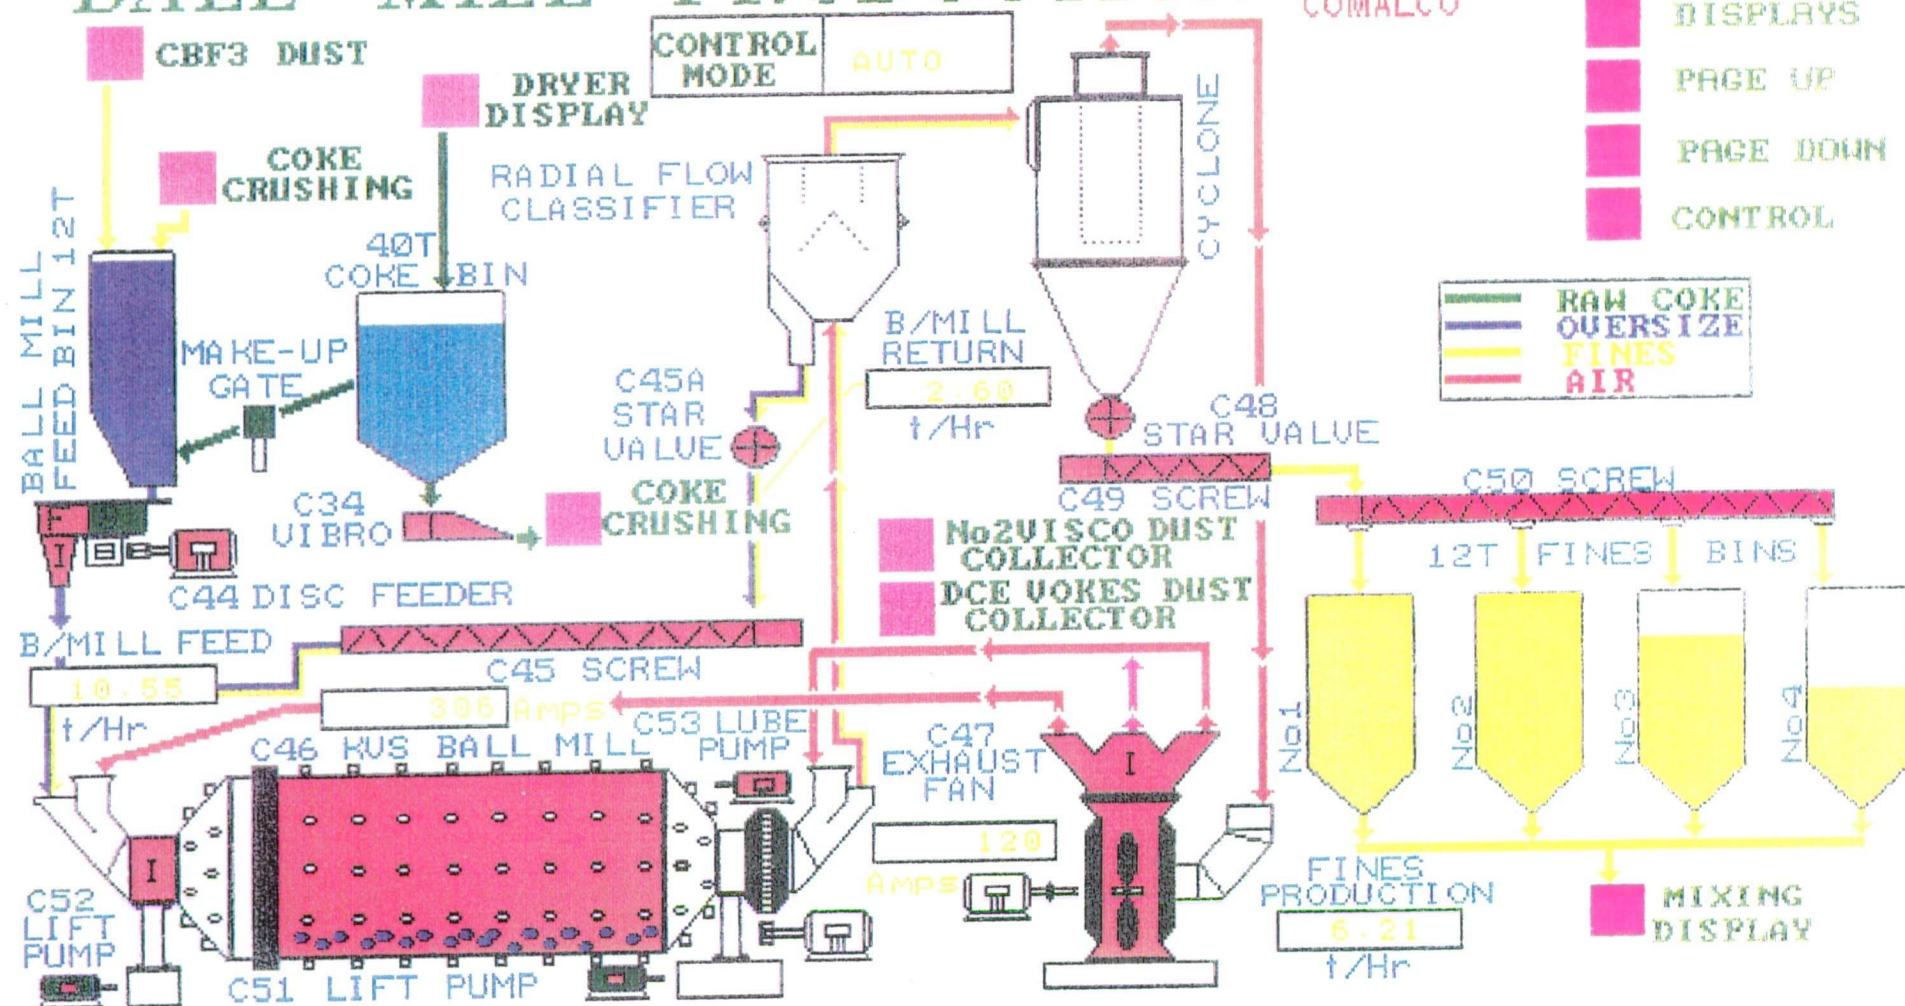 BALL MILL
COMALCO
DISPLAYS
CBF3 DUST
CONTROL
MODE
AUTO
PAGE UP
DRYER
DISPLAY
PAGE DOWN
COKE
CRUSHING
RADIAL FLOW
CLASSIFIER
CYCLONE
CONTROL
BALL MILL
FEED BIN 12T
40T
COKE BIN
RAW COKE
OVERSIZE
FINES
AIR
MAKE-UP
GATE
B/MILL
RETURN
2.60
t/Hr
C45A
STAR
VALVE
C48
STAR VALVE
C34
VIBRO
COKE
CRUSHING
C49 SCREW
C50 SCREW
No2VISCO DUST
COLLECTOR
DCE VOKES DUST
COLLECTOR
12T FINES BINS
F
I
C44 DISC FEEDER
B/MILL FEED
10.55
t/Hr
C45 SCREW
306 Amps
C53 LUBE
PUMP
C46 KVS BALL MILL
C47
EXHAUST
FAN
I
No1
No2
No3
No4
120
Amps
I
FINES
PRODUCTION
6.21
t/Hr
MIXING
DISPLAY
C52
LIFT
PUMP
C51 LIFT PUMP